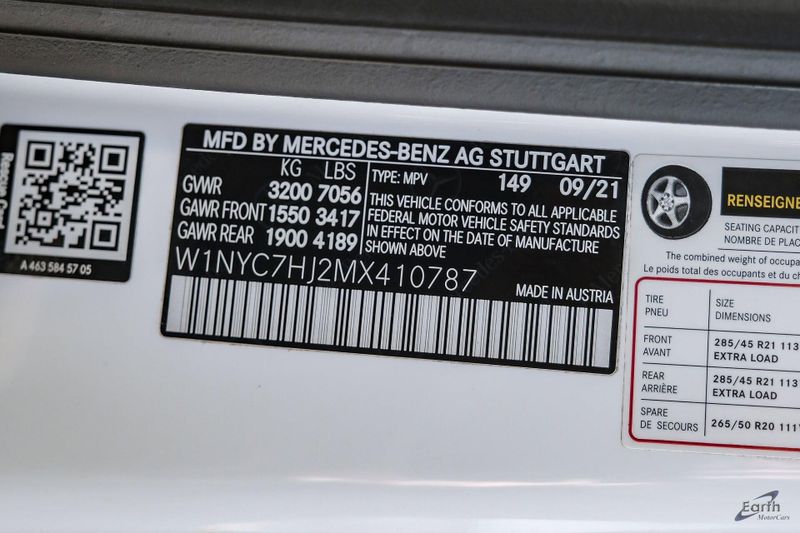 Rescue Card
A 463 584 57 05
MFD BY MERCEDES-BENZ AG STUTTGART
KG LBS
GVWR 3200 7056
GAWR FRONT 1550 3417
GAWR REAR 1900 4189
TYPE: MPV 149 09/21
THIS VEHICLE CONFORMS TO ALL APPLICABLE
FEDERAL MOTOR VEHICLE SAFETY STANDARDS
IN EFFECT ON THE DATE OF MANUFACTURE
SHOWN ABOVE
W1NYC7HJ2MX410787
MADE IN AUSTRIA
RENSEIGNE
SEATING CAPACIT
NOMBRE DE PLAC
The combined weight of occupants
Le poids total des occupants et du ch
TIRE SIZE
PNEU DIMENSIONS
FRONT 285/45 R21 113
AVANT EXTRA LOAD
REAR 285/45 R21 113
ARRIÈRE EXTRA LOAD
SPARE 265/50 R20 111
DE SECOURS
Earth
MotorCars